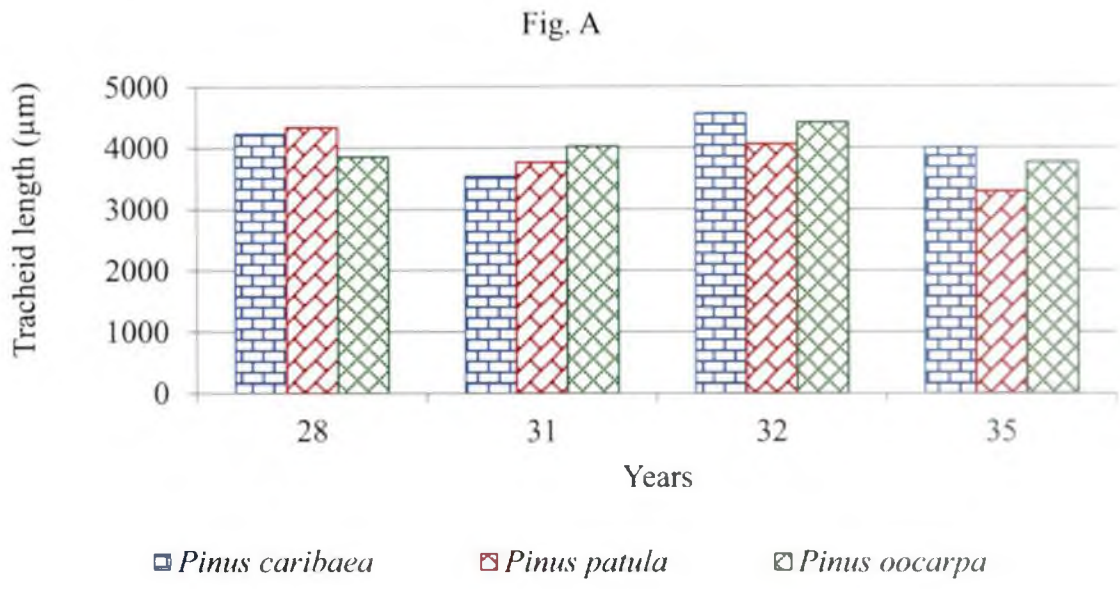 Fig. A
Tracheid length (µm)
5000
4000
3000
2000
1000
0
28 31 32 35
Years
Pinus caribaea Pinus patula Pinus oocarpa